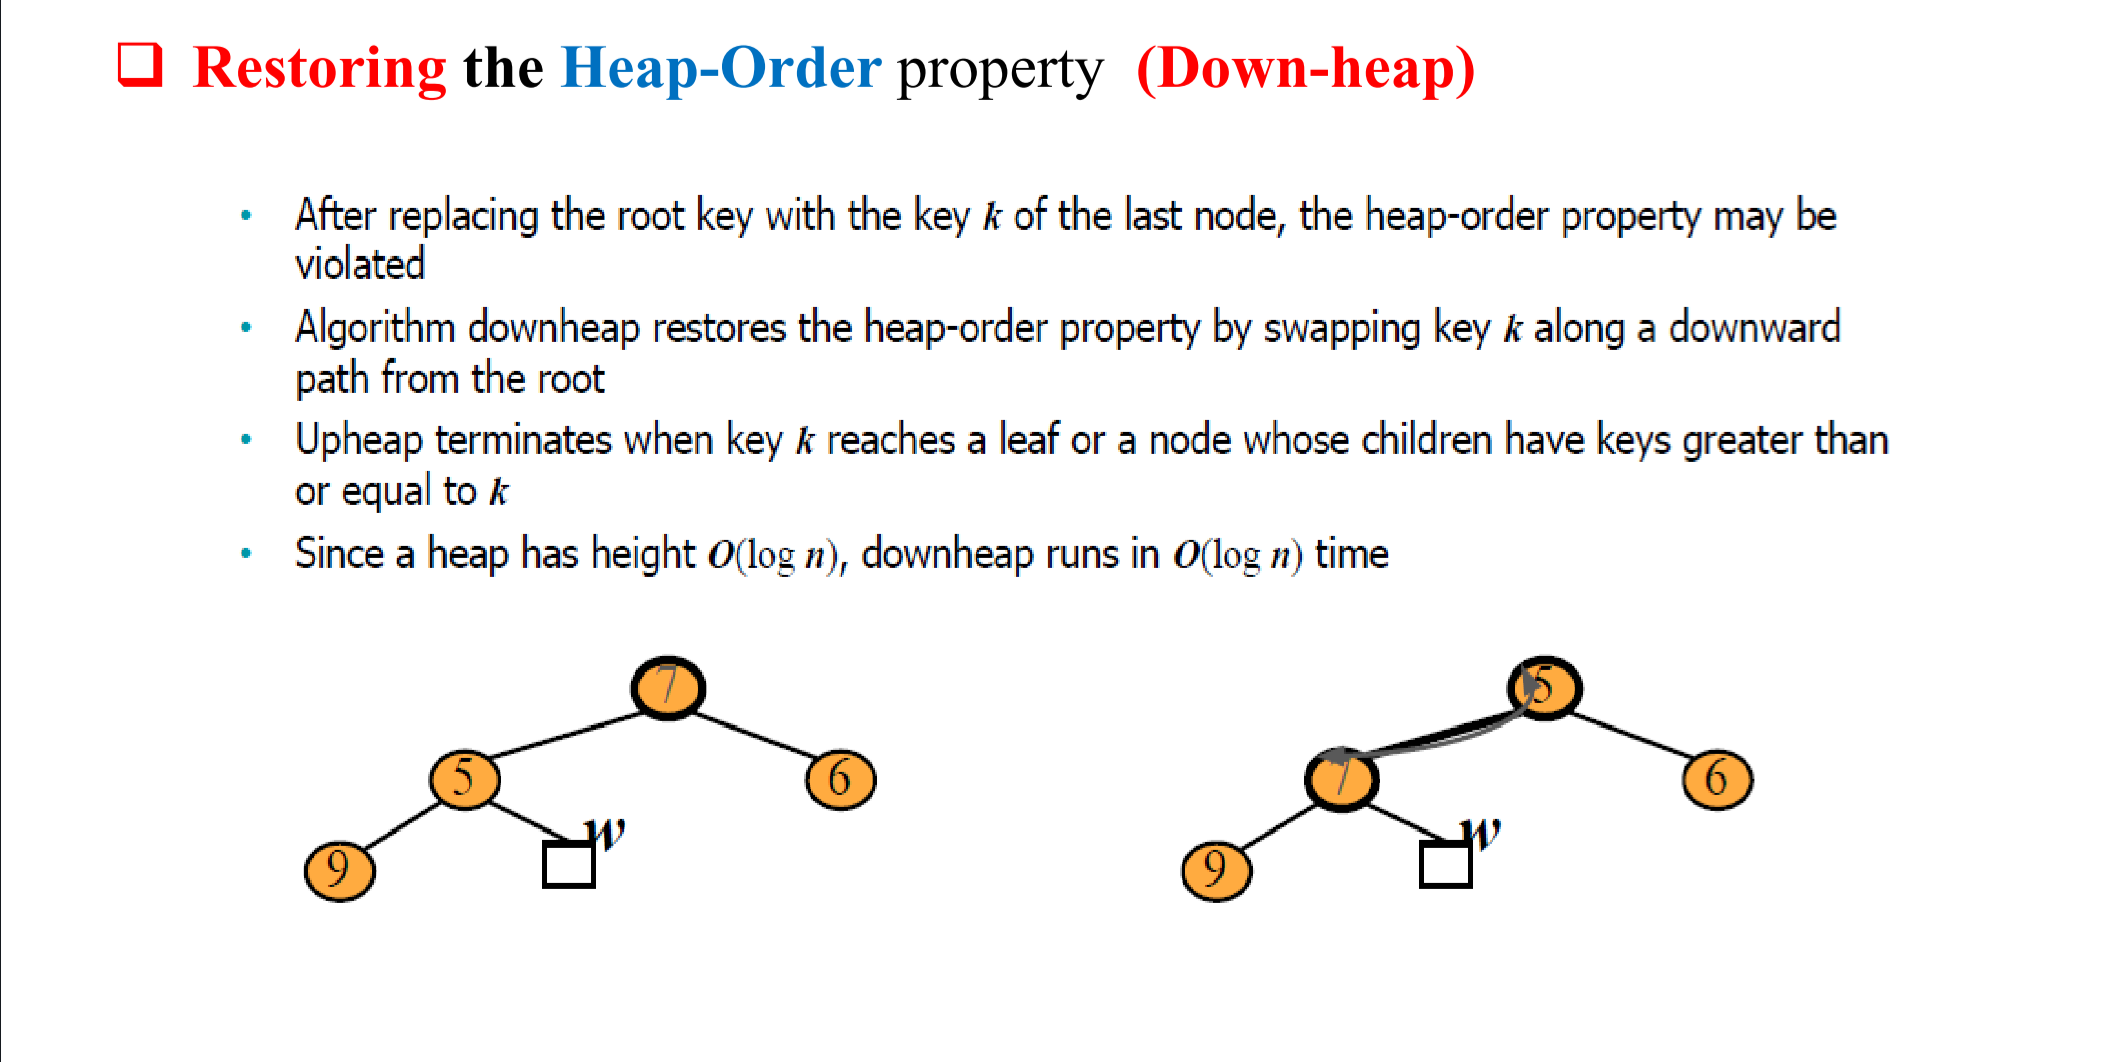 Restoring the Heap-Order property (Down-heap)
• After replacing the root key with the key k of the last node, the heap-order property may be
violated
• Algorithm downheap restores the heap-order property by swapping key k along a downward
path from the root
• Upheap terminates when key k reaches a leaf or a node whose children have keys greater than
or equal to k
• Since a heap has height O(log n), downheap runs in O(log n) time
7 5
5 6 7 6
w w
9 9